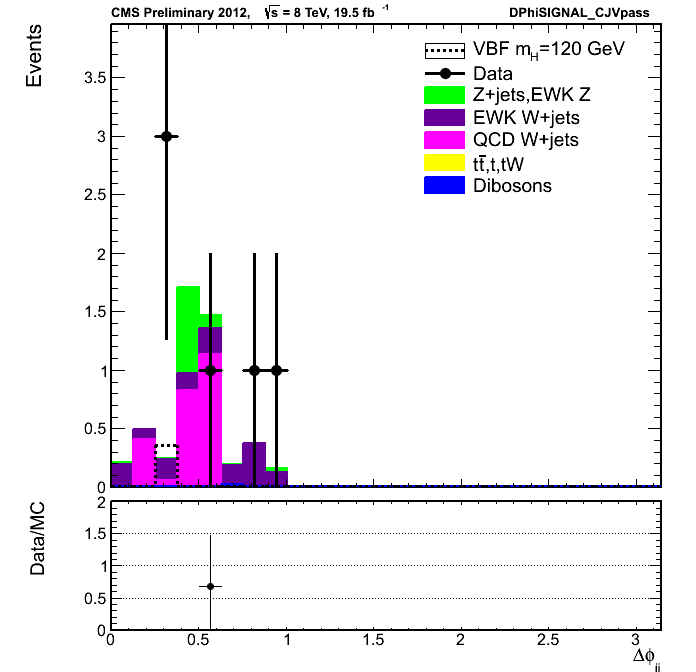 CMS Preliminary 2012, √s = 8 TeV, 19.5 fb⁻¹ DPhiSIGNAL_CJVpass
Events
3.5
3
2.5
2
1.5
1
0.5
0
VBF m_H=120 GeV
Data
Z+jets,EWK Z
EWK W+jets
QCD W+jets
tt̄,t,tW
Dibosons
Data/MC
2
1.5
1
0.5
0
0 0.5 1 1.5 2 2.5 3
Δϕ_jj